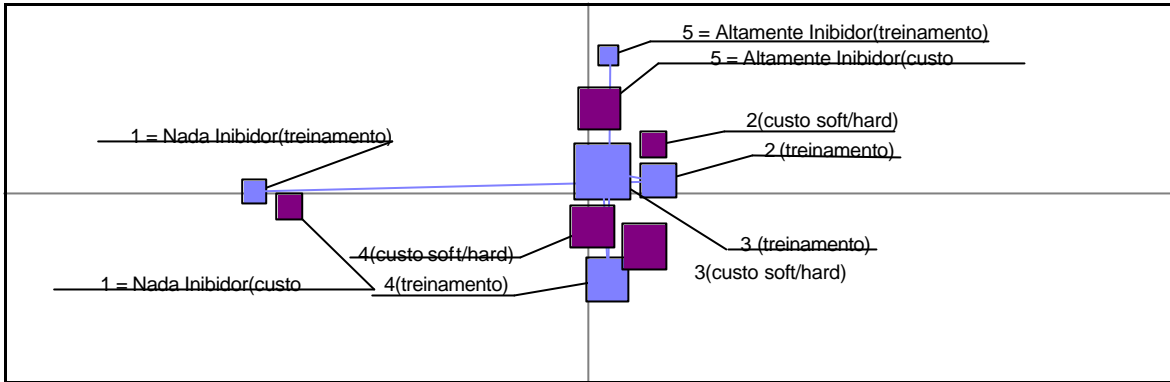 5 = Altamente Inibidor(treinamento)
5 = Altamente Inibidor(custo
2(custo soft/hard)
1 = Nada Inibidor(treinamento)
2 (treinamento)
3 (treinamento)
4(custo soft/hard)
3(custo soft/hard)
1 = Nada Inibidor(custo
4(treinamento)